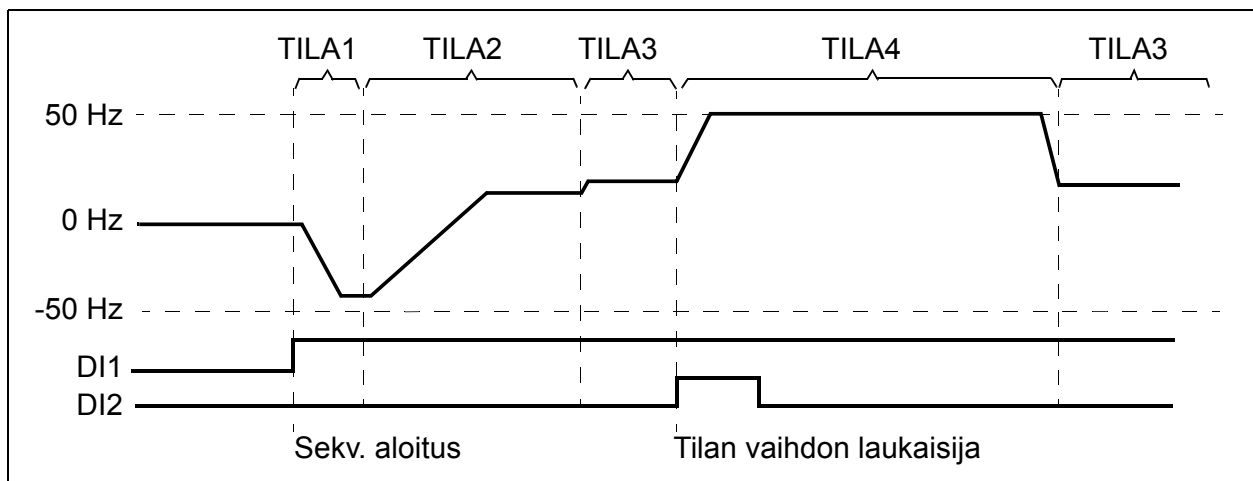 TILA1 TILA2 TILA3 TILA4 TILA3
50 Hz
0 Hz
-50 Hz
DI1
DI2
Sekv. aloitus Tilan vaihdon laukaisija